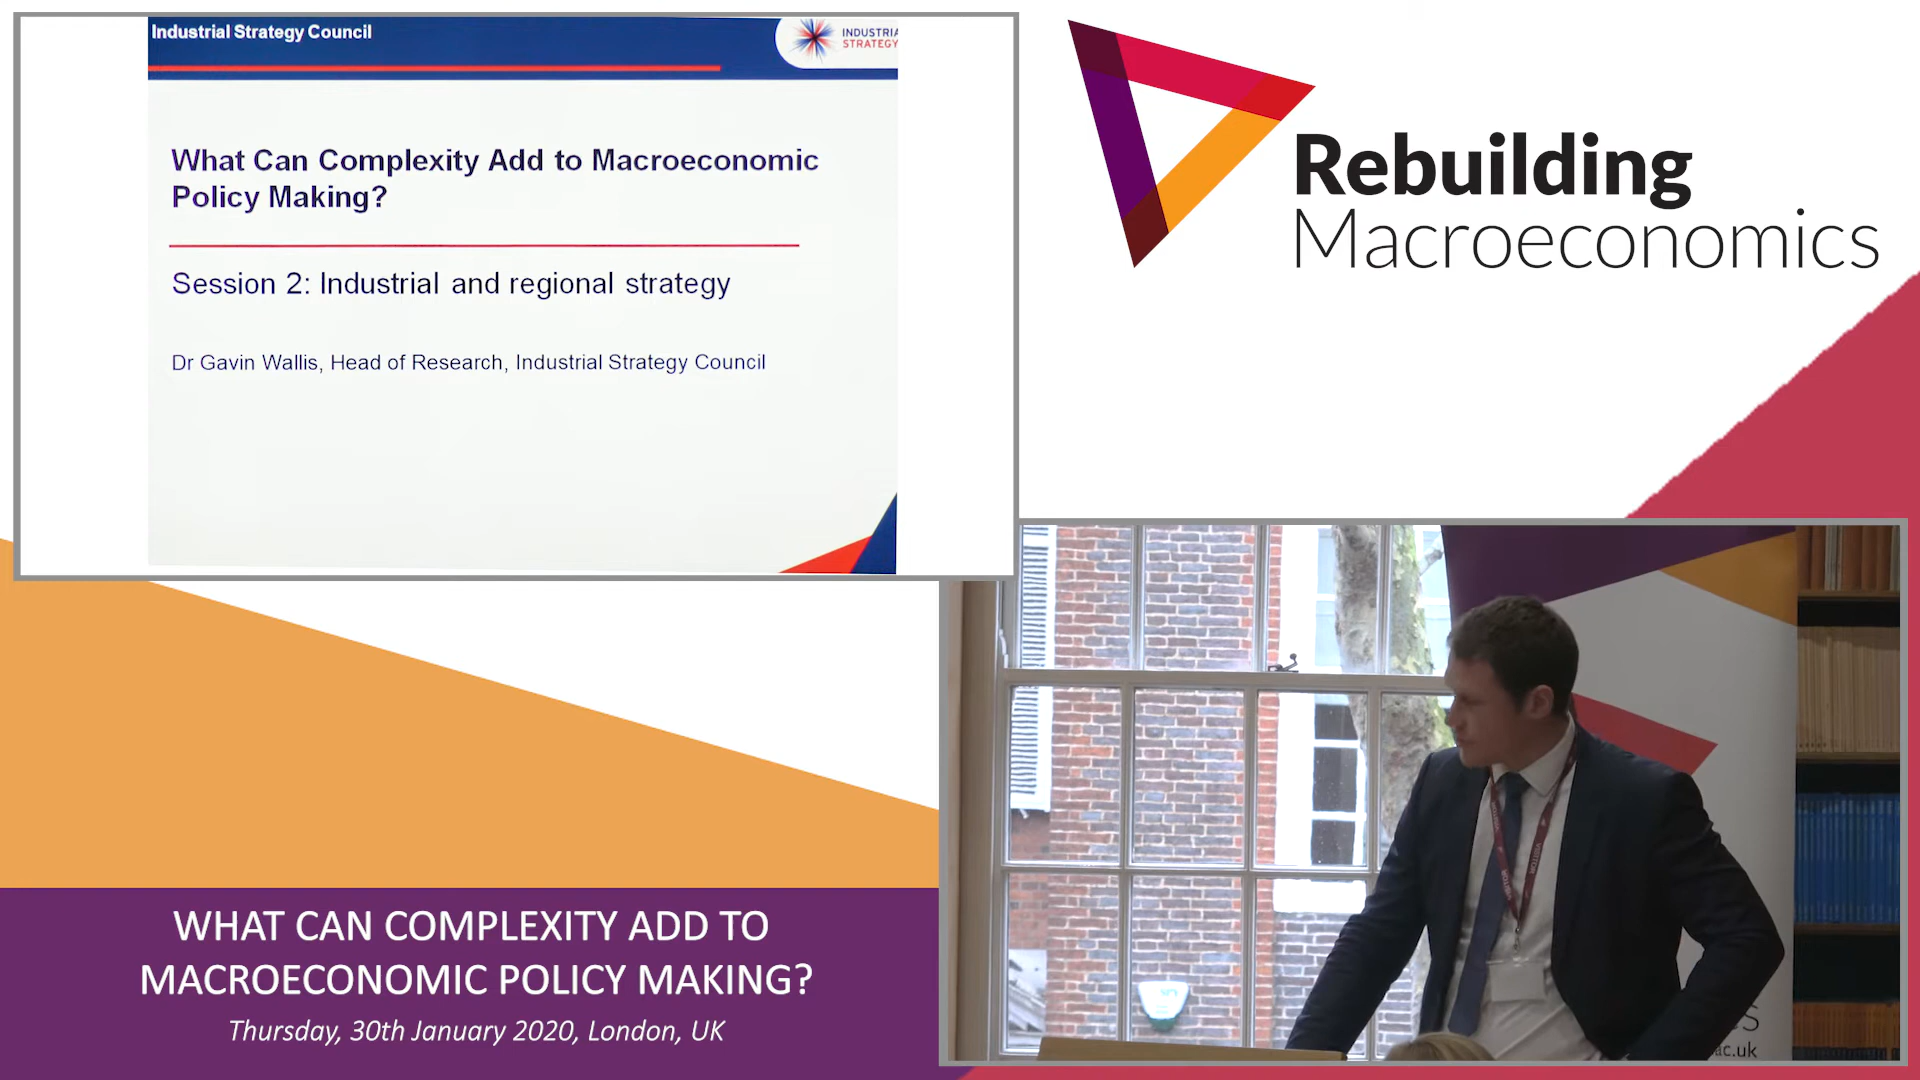 Industrial Strategy Council
INDUSTRIA
STRATEGY
What Can Complexity Add to Macroeconomic
Policy Making?
Session 2: Industrial and regional strategy
Dr Gavin Wallis, Head of Research, Industrial Strategy Council
Rebuilding
Macroeconomics
VISITOR
ac.uk
WHAT CAN COMPLEXITY ADD TO
MACROECONOMIC POLICY MAKING?
Thursday, 30th January 2020, London, UK